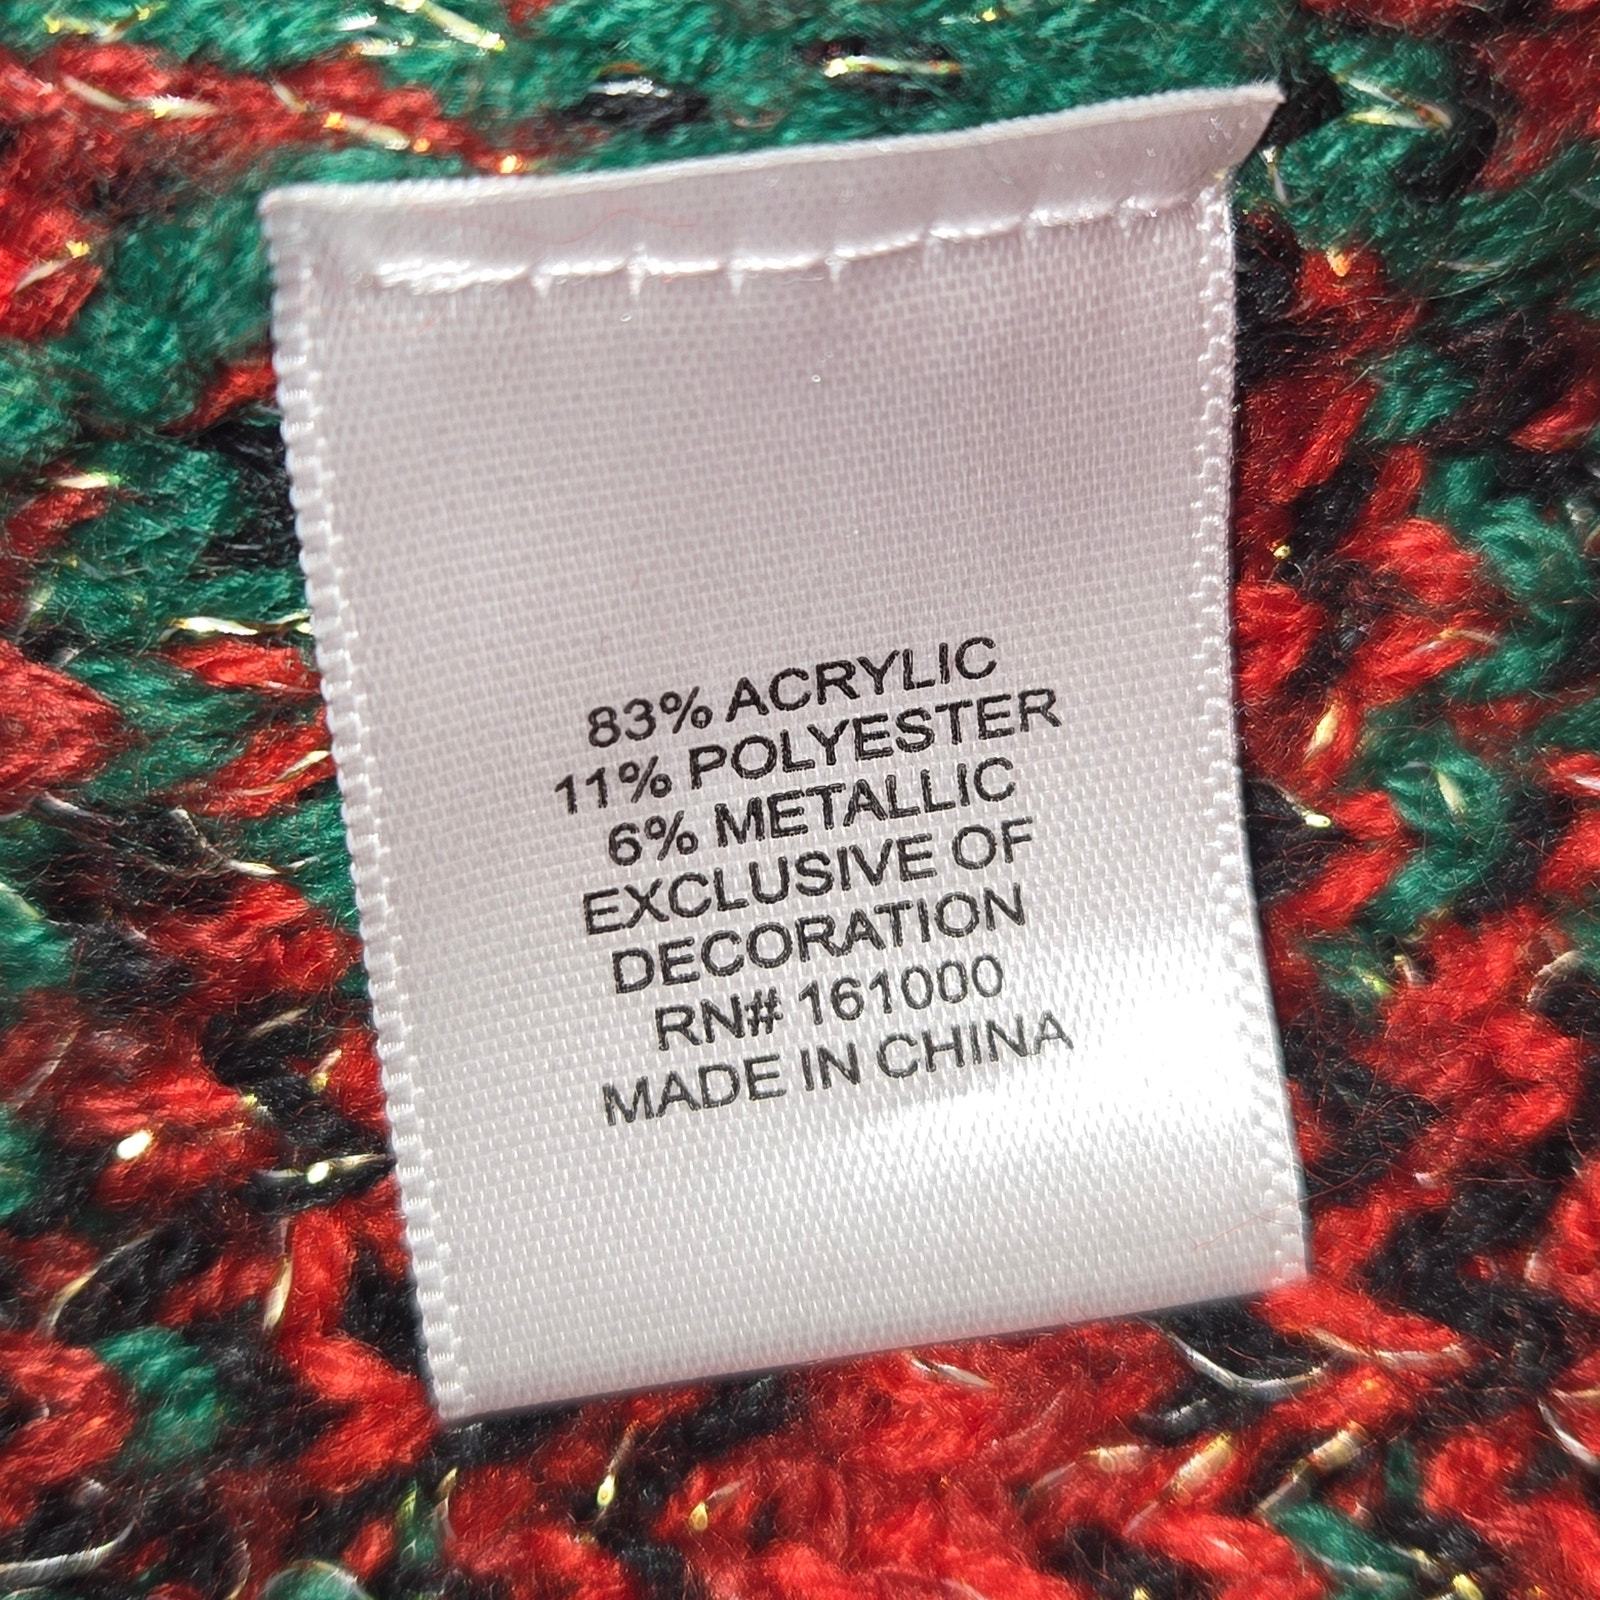 83% ACRYLIC
11% POLYESTER
6% METALLIC
EXCLUSIVE OF
DECORATION
RN# 161000
MADE IN CHINA